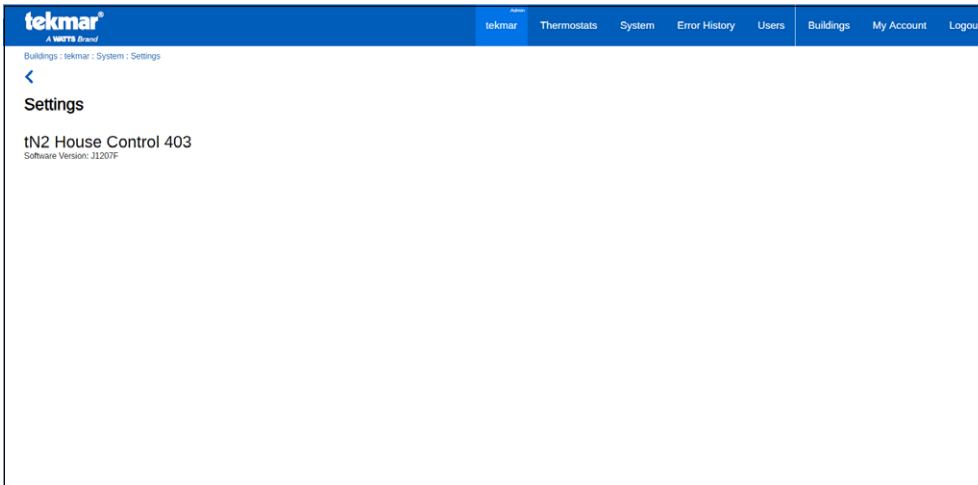 tekmar®
A WATTS Brand
Admin
tekmar Thermostats System Error History Users Buildings My Account Logou
Buildings : tekmar : System : Settings
Settings
tN2 House Control 403
Software Version: J1207F